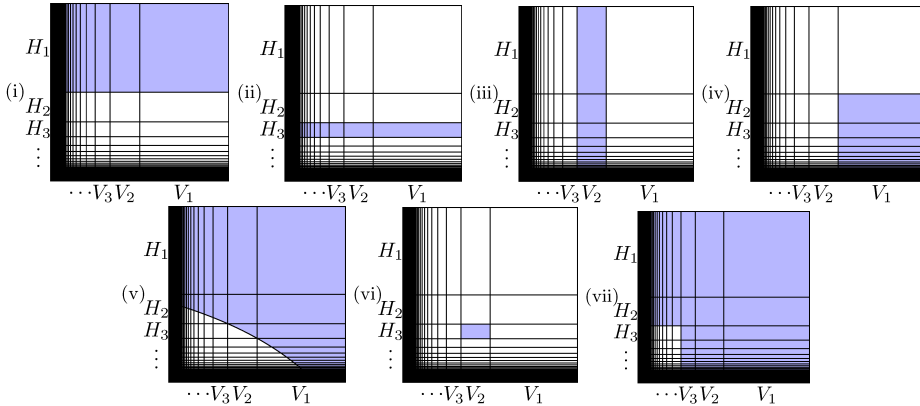 (i) H₁ H₂ H₃ ⋮ ⋯ V₃ V₂ V₁
(ii) H₁ H₂ H₃ ⋮ ⋯ V₃ V₂ V₁
(iii) H₁ H₂ H₃ ⋮ ⋯ V₃ V₂ V₁
(iv) H₁ H₂ H₃ ⋮ ⋯ V₃ V₂ V₁
(v) H₁ H₂ H₃ ⋮ ⋯ V₃ V₂ V₁
(vi) H₁ H₂ H₃ ⋮ ⋯ V₃ V₂ V₁
(vii) H₁ H₂ H₃ ⋮ ⋯ V₃ V₂ V₁